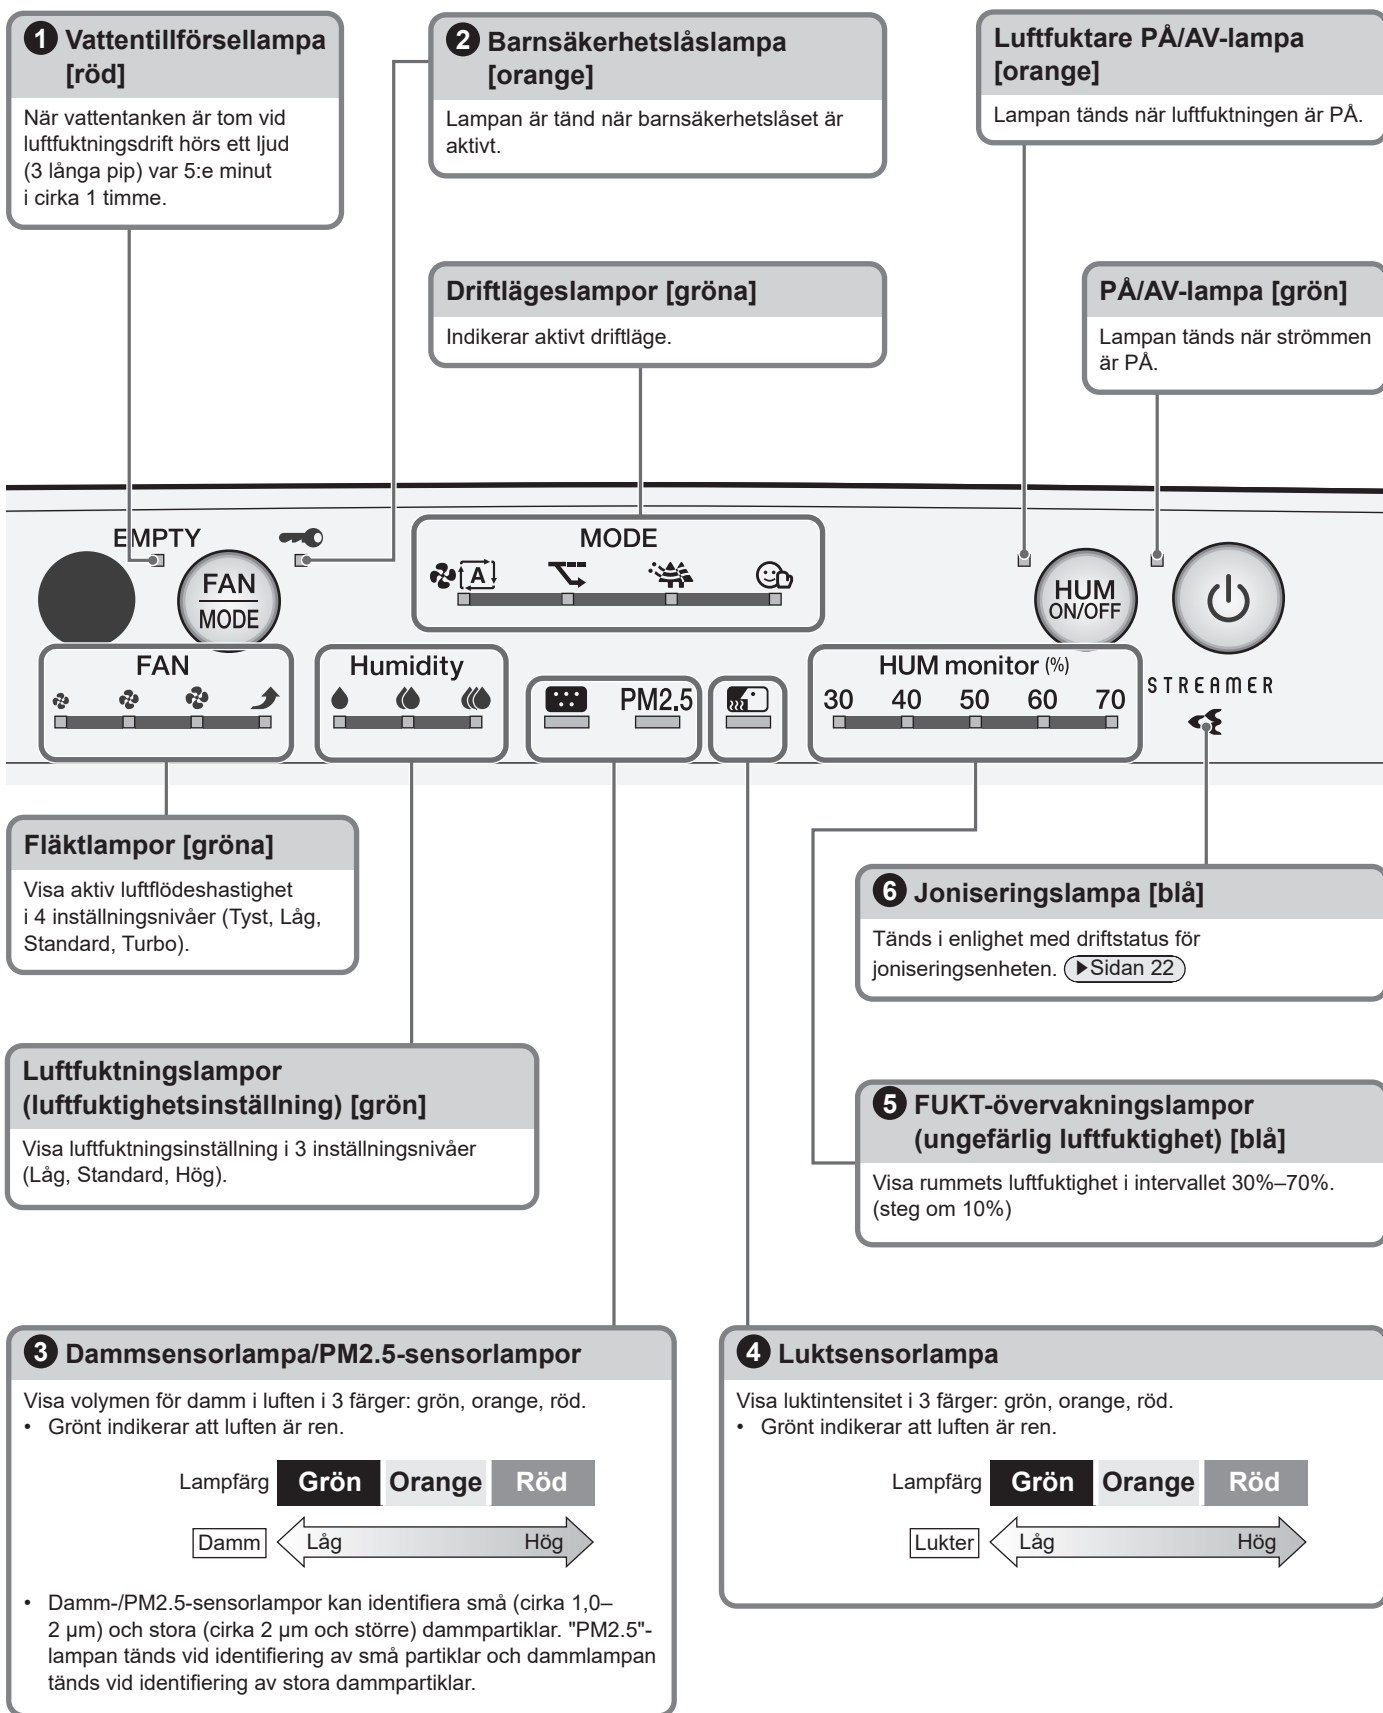 1 Vattentillförsellampa
[röd]
När vattentanken är tom vid
luftfuktningsdrift hörs ett ljud
(3 långa pip) var 5:e minut
i cirka 1 timme.
2 Barnsäkerhetslåslampa
[orange]
Lampan är tänd när barnsäkerhetslåset är
aktivt.
Luftfuktare PÅ/AV-lampa
[orange]
Lampan tänds när luftfuktningen är PÅ.
Driftlägeslampor [gröna]
Indikerar aktivt driftläge.
PÅ/AV-lampa [grön]
Lampan tänds när strömmen
är PÅ.
EMPTY
FAN
MODE
MODE
A
HUM
ON/OFF
FAN
Humidity
PM2.5
HUM monitor (%)
30 40 50 60 70
STREAMER
Fläktlampor [gröna]
Visa aktiv luftflödeshastighet
i 4 inställningsnivåer (Tyst, Låg,
Standard, Turbo).
6 Joniseringslampa [blå]
Tänds i enlighet med driftstatus för
joniseringsenheten. ▶Sidan 22
Luftfuktningslampor
(luftfuktighetsinställning) [grön]
Visa luftfuktningsinställning i 3 inställningsnivåer
(Låg, Standard, Hög).
5 FUKT-övervakningslampor
(ungefärlig luftfuktighet) [blå]
Visa rummets luftfuktighet i intervallet 30%–70%.
(steg om 10%)
3 Dammsensorlampa/PM2.5-sensorlampor
Visa volymen för damm i luften i 3 färger: grön, orange, röd.
• Grönt indikerar att luften är ren.
Lampfärg Grön Orange Röd
Damm Låg Hög
• Damm-/PM2.5-sensorlampor kan identifiera små (cirka 1,0–
2 µm) och stora (cirka 2 µm och större) dammpartiklar. "PM2.5"-
lampan tänds vid identifiering av små partiklar och dammlampan
tänds vid identifiering av stora dammpartiklar.
4 Luktsensorlampa
Visa luktintensitet i 3 färger: grön, orange, röd.
• Grönt indikerar att luften är ren.
Lampfärg Grön Orange Röd
Lukter Låg Hög